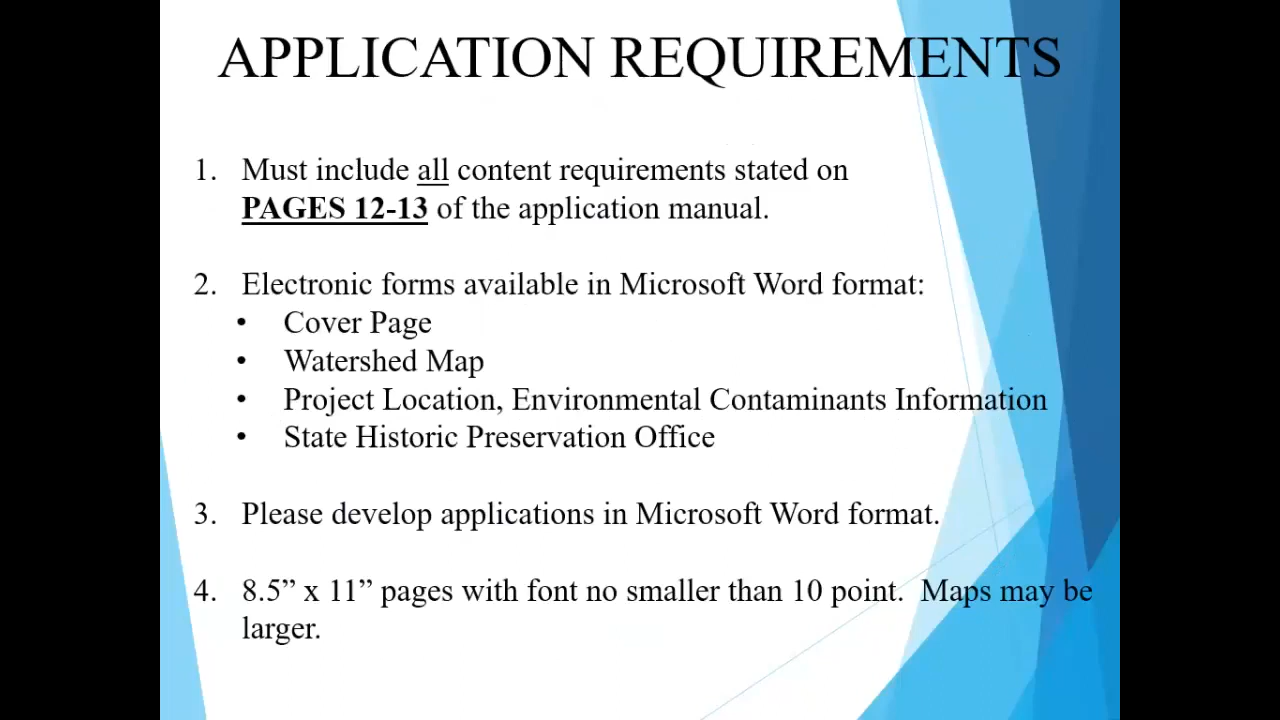 APPLICATION REQUIREMENTS
1. Must include all content requirements stated on
PAGES 12-13 of the application manual.
2. Electronic forms available in Microsoft Word format:
• Cover Page
• Watershed Map
• Project Location, Environmental Contaminants Information
• State Historic Preservation Office
3. Please develop applications in Microsoft Word format.
4. 8.5” x 11” pages with font no smaller than 10 point.  Maps may be
larger.